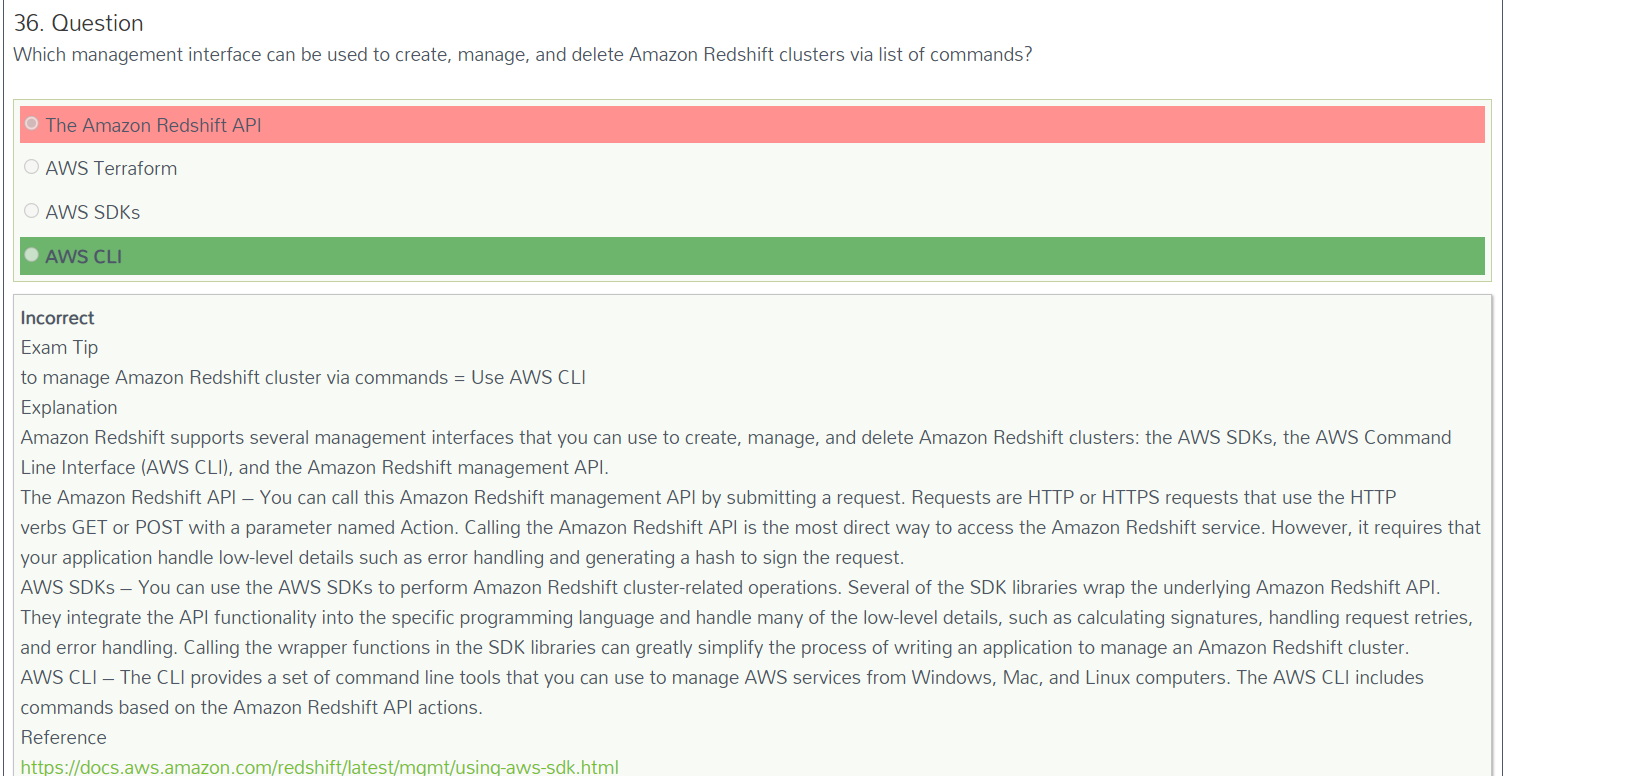 36. Question
Which management interface can be used to create, manage, and delete Amazon Redshift clusters via list of commands?
The Amazon Redshift API
AWS Terraform
AWS SDKs
AWS CLI
Incorrect
Exam Tip
to manage Amazon Redshift cluster via commands = Use AWS CLI
Explanation
Amazon Redshift supports several management interfaces that you can use to create, manage, and delete Amazon Redshift clusters: the AWS SDKs, the AWS Command
Line Interface (AWS CLI), and the Amazon Redshift management API.
The Amazon Redshift API – You can call this Amazon Redshift management API by submitting a request. Requests are HTTP or HTTPS requests that use the HTTP
verbs GET or POST with a parameter named Action. Calling the Amazon Redshift API is the most direct way to access the Amazon Redshift service. However, it requires that
your application handle low-level details such as error handling and generating a hash to sign the request.
AWS SDKs – You can use the AWS SDKs to perform Amazon Redshift cluster-related operations. Several of the SDK libraries wrap the underlying Amazon Redshift API.
They integrate the API functionality into the specific programming language and handle many of the low-level details, such as calculating signatures, handling request retries,
and error handling. Calling the wrapper functions in the SDK libraries can greatly simplify the process of writing an application to manage an Amazon Redshift cluster.
AWS CLI – The CLI provides a set of command line tools that you can use to manage AWS services from Windows, Mac, and Linux computers. The AWS CLI includes
commands based on the Amazon Redshift API actions.
Reference
https://docs.aws.amazon.com/redshift/latest/mgmt/using-aws-sdk.html